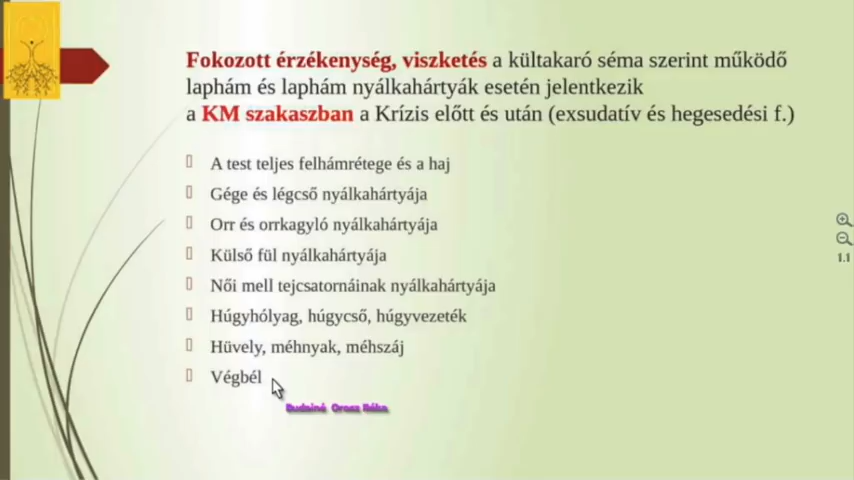 Fokozott érzékenység, viszketés a kültakaró séma szerint működő
laphám és laphám nyálkahártyák esetén jelentkezik
a KM szakaszban a Krízis előtt és után (exsudatív és hegesedési f.)
A test teljes felhámrétege és a haj
Gége és légcső nyálkahártyája
Orr és orrkagyló nyálkahártyája
Külső fül nyálkahártyája
Női mell tejcsatornáinak nyálkahártyája
Húgyhólyag, húgycső, húgyvezeték
Hüvely, méhnyak, méhszáj
Végbél
Budainé Orosz Réka
1.1